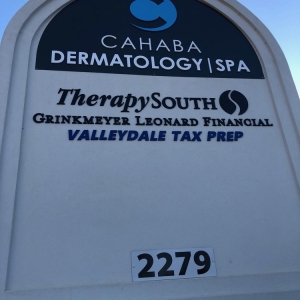 CAHABA
DERMATOLOGY | SPA
TherapySouth
Grinkmeyer Leonard Financial
VALLEYDALE TAX PREP
2279